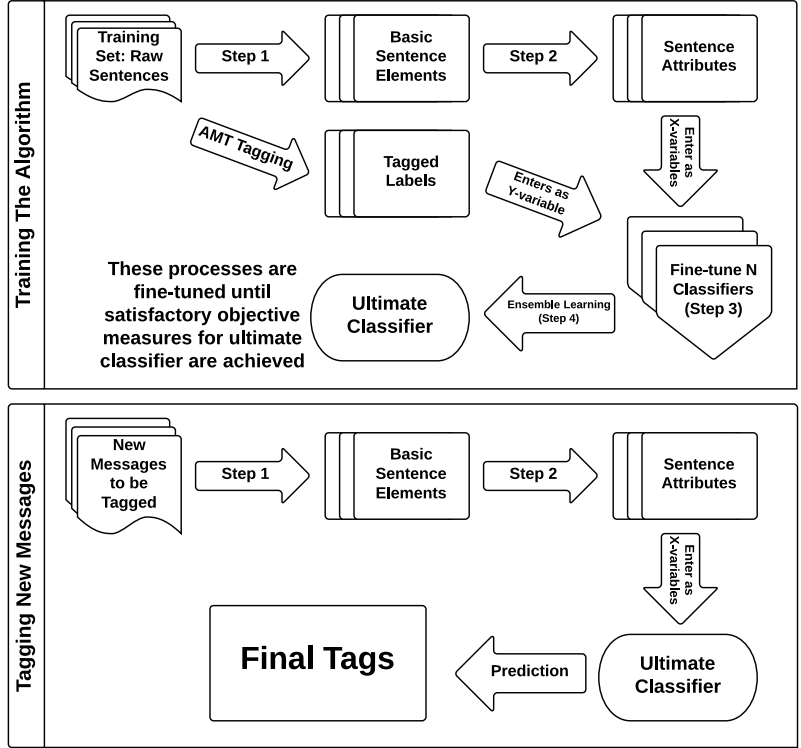 Training The Algorithm
Training
Set: Raw
Sentences
Step 1
Basic
Sentence
Elements
Step 2
Sentence
Attributes
AMT Tagging
Tagged
Labels
Enters as
Y-variable
Enter as
X-variables
Fine-tune N
Classifiers
(Step 3)
Ensemble Learning
(Step 4)
Ultimate
Classifier
These processes are
fine-tuned until
satisfactory objective
measures for ultimate
classifier are achieved
Tagging New Messages
New
Messages
to be
Tagged
Step 1
Basic
Sentence
Elements
Step 2
Sentence
Attributes
Enter as
X-variables
Ultimate
Classifier
Prediction
Final Tags